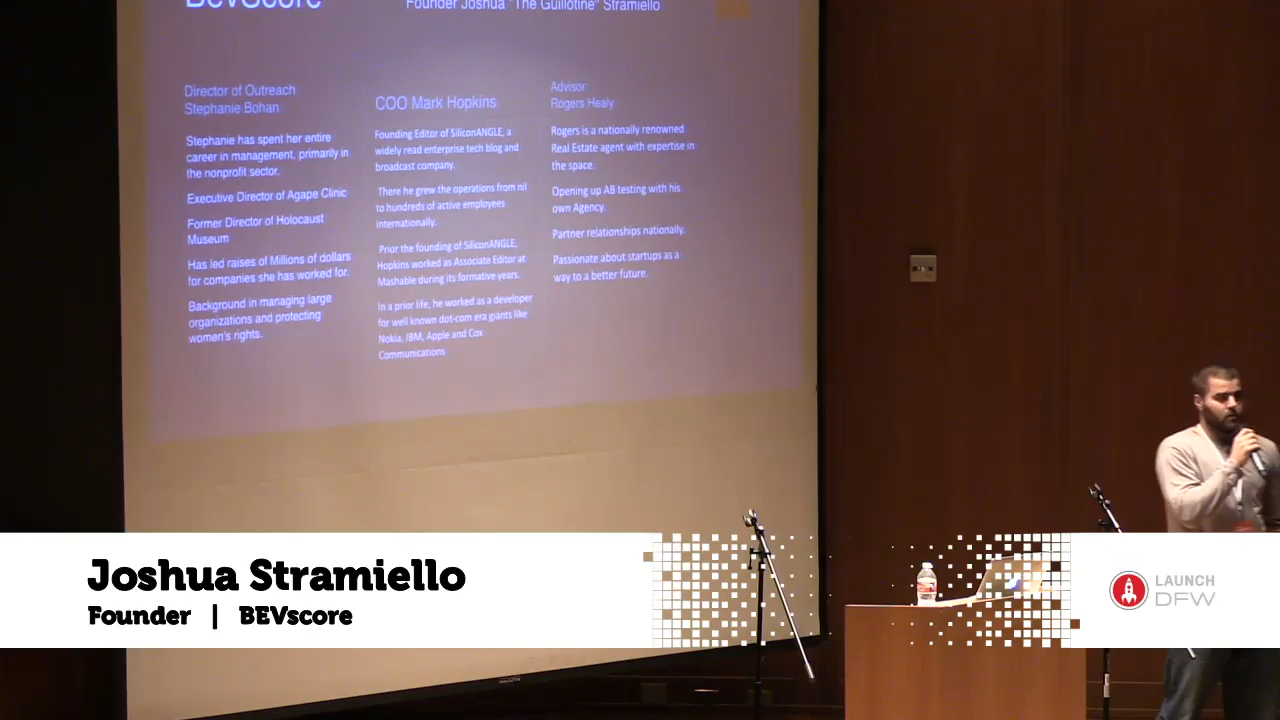 BevScore
Founder Joshua "The Guillotine" Stramiello
Director of Outreach
Stephanie Bohan
Stephanie has spent her entire
career in management, primarily in
the nonprofit sector.
Executive Director of Agape Clinic
Former Director of Holocaust
Museum
Has led raises of Millions of dollars
for companies she has worked for.
Background in managing large
organizations and protecting
women's rights.
COO Mark Hopkins
Founding Editor of SiliconANGLE, a
widely read enterprise tech blog and
broadcast company.
There he grew the operations from nil
to hundreds of active employees
internationally.
Prior the founding of SiliconANGLE,
Hopkins worked as Associate Editor at
Mashable during its formative years.
In a prior life, he worked as a developer
for well known dot-com era giants like
Nokia, IBM, Apple and Cox
Communications
Advisor
Rogers Healy
Rogers is a nationally renowned
Real Estate agent with expertise in
the space.
Opening up AB testing with his
own Agency.
Partner relationships nationally.
Passionate about startups as a
way to a better future.
Joshua Stramiello
Founder | BEVscore
LAUNCH
DFW